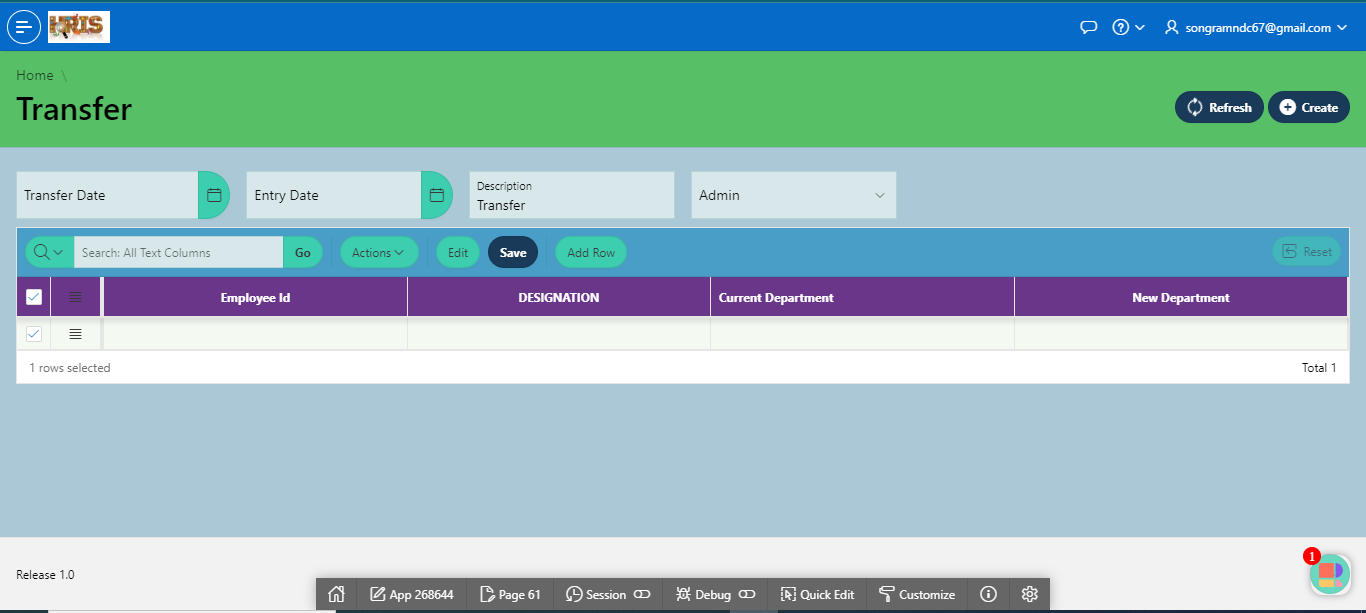 HRIS
songramndc67@gmail.com
Home \
Transfer
Refresh
Create
Transfer Date
Entry Date
Description
Transfer
Admin
Search: All Text Columns
Go
Actions
Edit
Save
Add Row
Reset
Employee Id
DESIGNATION
Current Department
New Department
1 rows selected
Total 1
Release 1.0
1
App 268644
Page 61
Session
Debug
Quick Edit
Customize